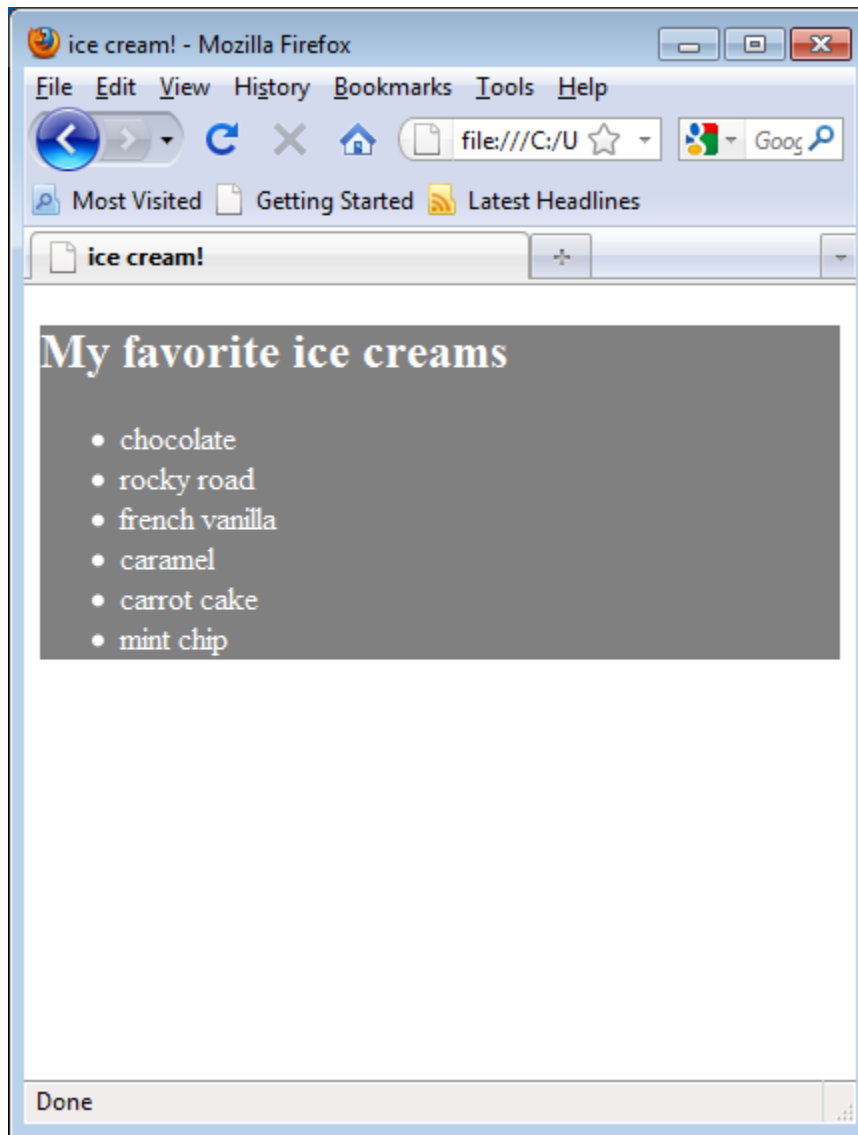 ice cream! - Mozilla Firefox
File Edit View History Bookmarks Tools Help
file:///C:/U Goog
Most Visited Getting Started Latest Headlines
ice cream!
My favorite ice creams
• chocolate
• rocky road
• french vanilla
• caramel
• carrot cake
• mint chip
Done